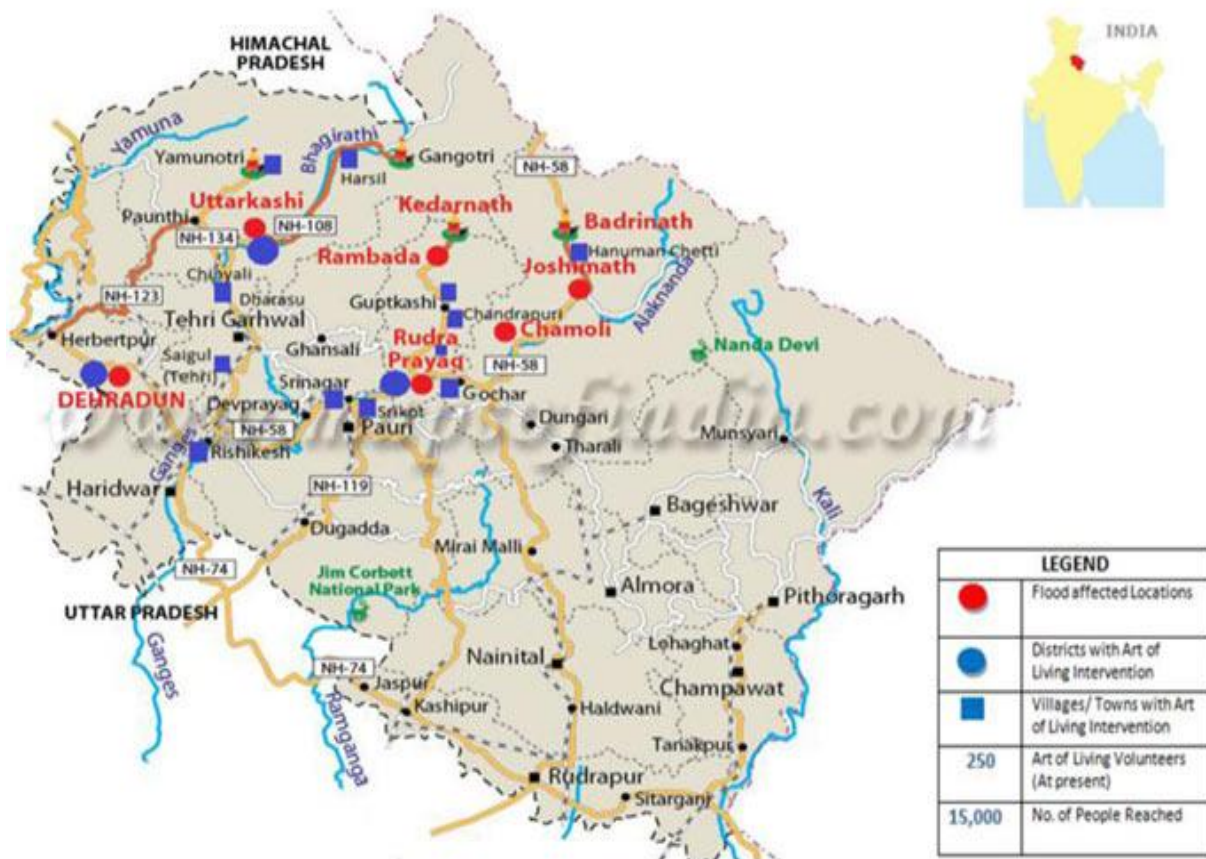 HIMACHAL
PRADESH
INDIA
Yamuna
Bhagirathi
Yamunotri
Harsil
Gangotri
NH-58
Uttarkashi
Kedarnath
Badrinath
Paunthi
NH-134
NH-108
Rambada
Hanuman Chetti
Joshimath
Chinyali
NH-123
Dharasu
Guptkashi
Chandrapuri
Alaknanda
Herbertpur
Tehri Garhwal
Ghansali
Rudra
Prayag
Chamoli
NH-58
Nanda Devi
Saigul
(Tehri)
DEHRADUN
Srinagar
Gochar
Devprayag
Srikot
Dungari
www.mapsofindia.com
NH-58
Pauri
Tharali
Munsyari
Ganges
Rishikesh
Haridwar
NH-119
Bageshwar
Kali
Dugadda
Mirai Malli
NH-74
Jim Corbett
National Park
Almora
Pithoragarh
UTTAR PRADESH
Ganges
Lohaghat
Nainital
NH-74
Jaspur
Champawat
Kashipur
Haldwani
Ramganga
Tanakpur
Rudrapur
Sitarganj
LEGEND
Flood affected Locations
Districts with Art of
Living Intervention
Villages/ Towns with Art
of Living Intervention
250 Art of Living Volunteers
(At present)
15,000 No. of People Reached